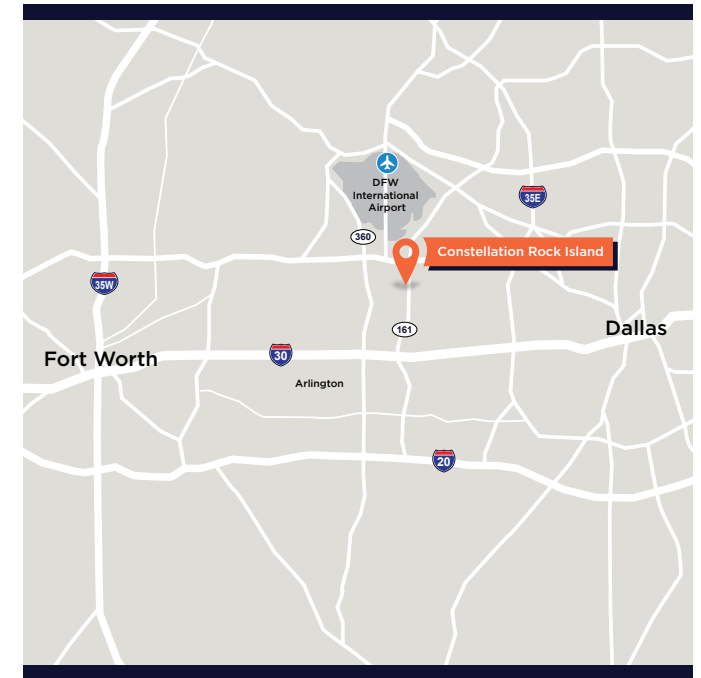 DFW
International
Airport
35E
360
Constellation Rock Island
35W
161
Dallas
Fort Worth
30
Arlington
20